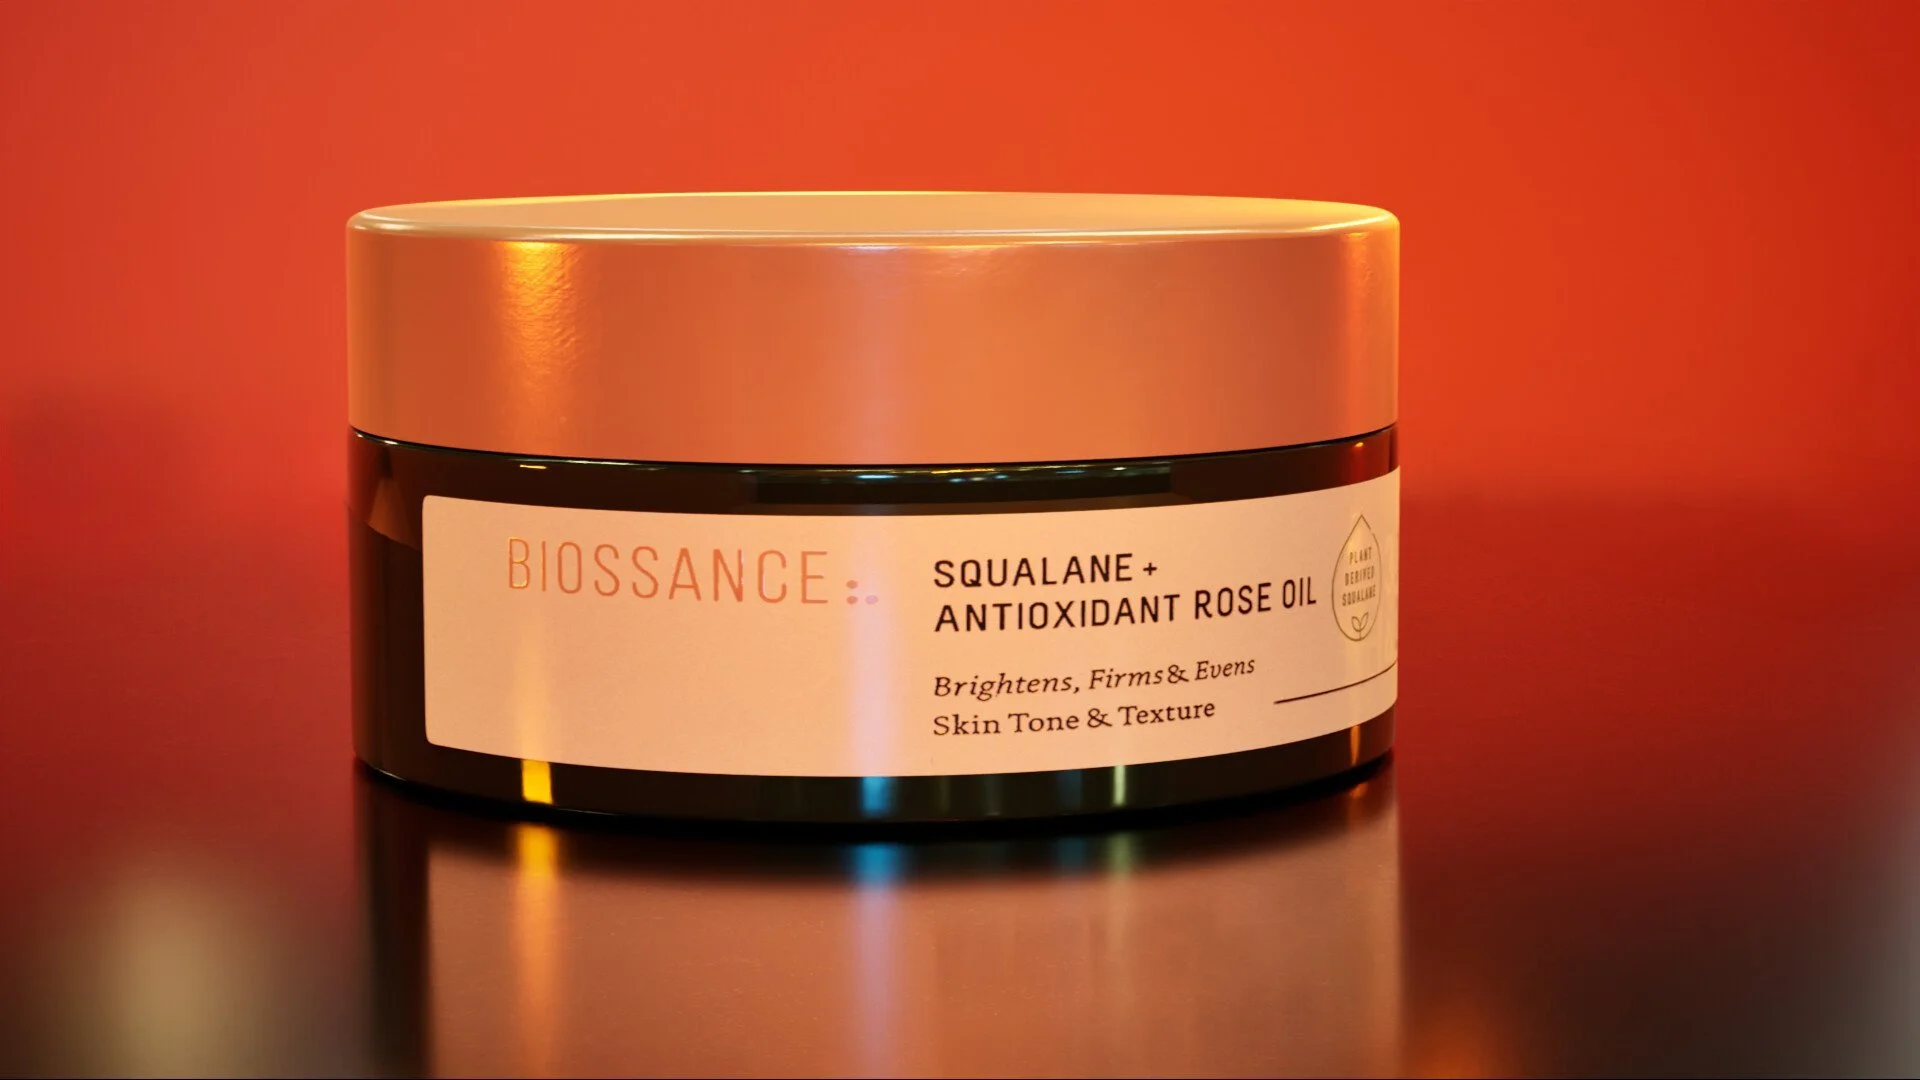 BIOSSANCE
SQUALANE +
ANTIOXIDANT ROSE OIL
Brightens, Firms & Evens
Skin Tone & Texture
PLANT
DERIVED
SQUALANE